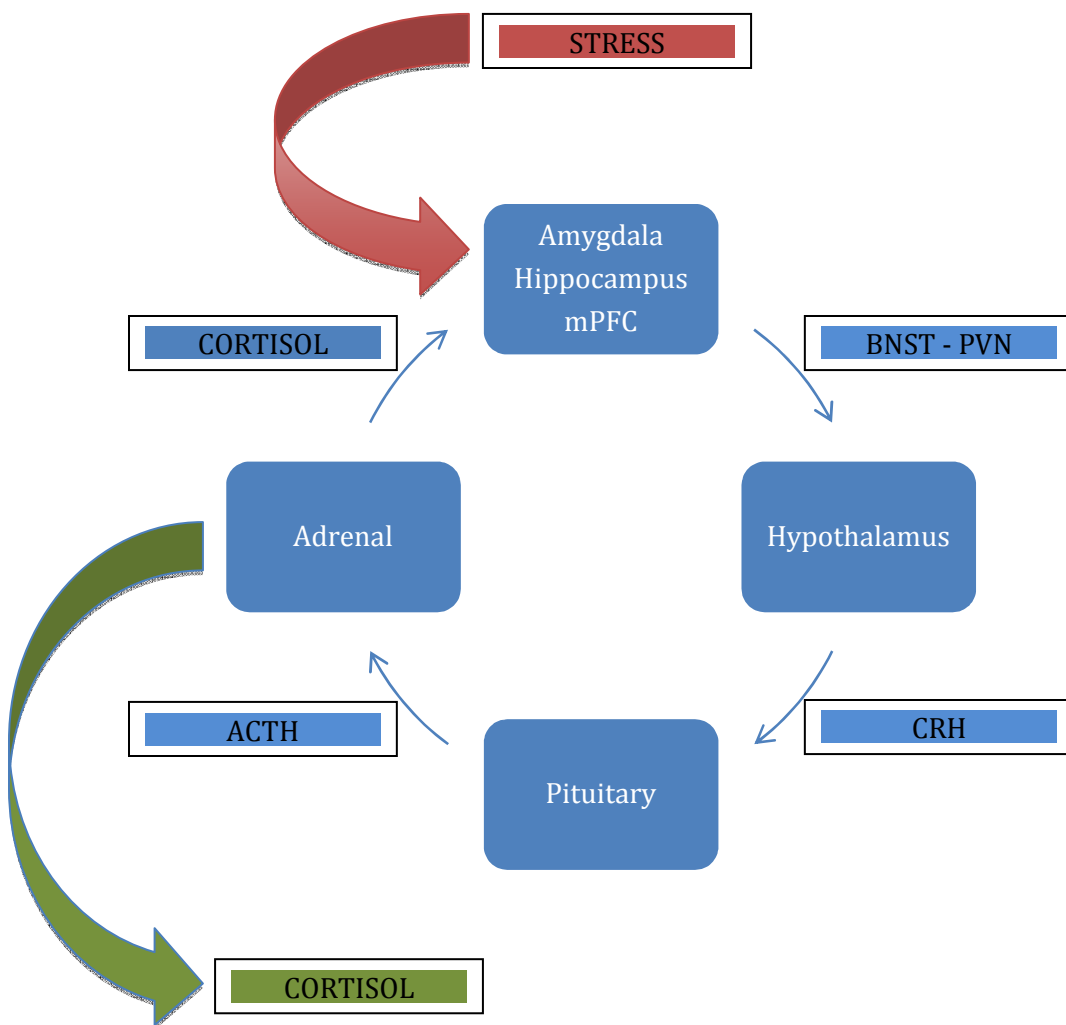 STRESS
Amygdala
Hippocampus
mPFC
CORTISOL
BNST - PVN
Adrenal
Hypothalamus
ACTH
CRH
Pituitary
CORTISOL